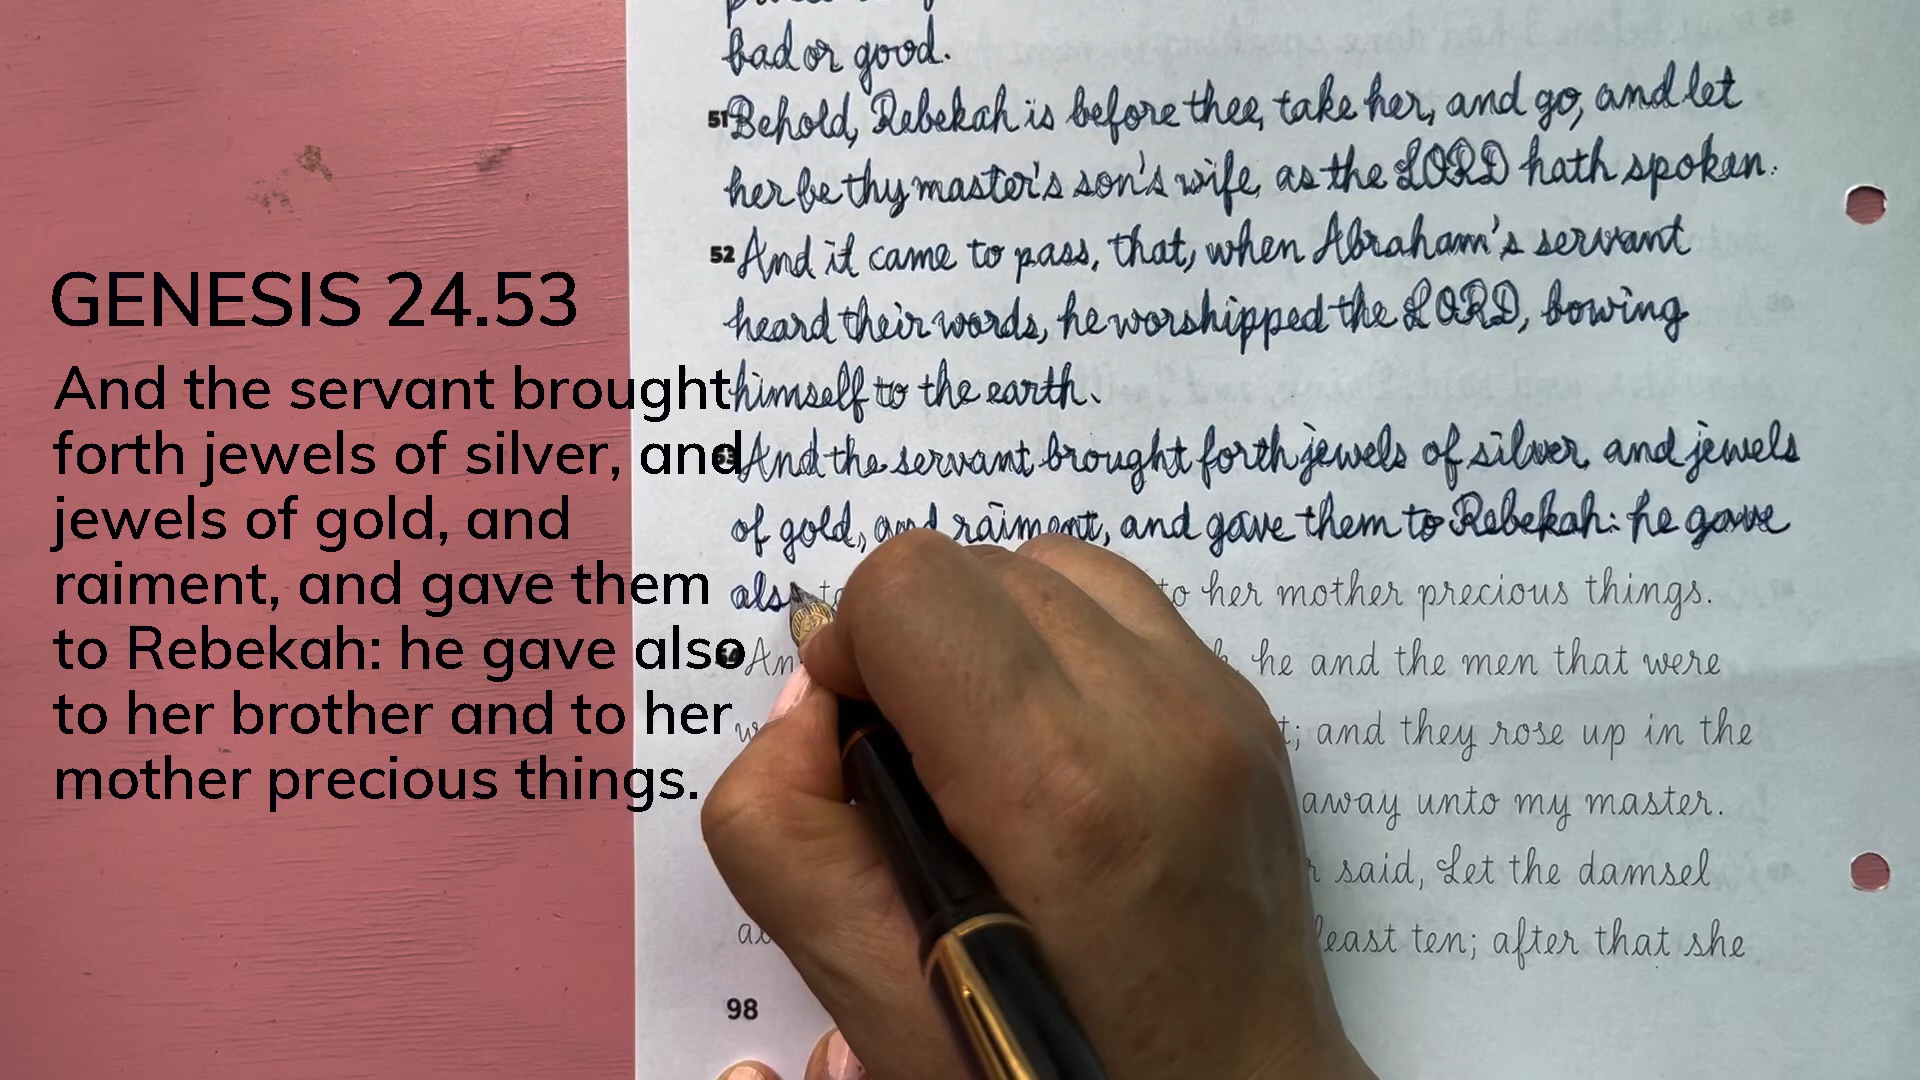 GENESIS 24.53
And the servant brought
forth jewels of silver, and
jewels of gold, and
raiment, and gave them
to Rebekah: he gave also
to her brother and to her
mother precious things.
bad or good.
51 Behold, Rebekah is before thee, take her, and go, and let
her be thy master's son's wife, as the LORD hath spoken.
52 And it came to pass, that, when Abraham's servant
heard their words, he worshipped the LORD, bowing
himself to the earth.
53 And the servant brought forth jewels of silver, and jewels
of gold, and raiment, and gave them to Rebekah: he gave
als to her mother precious things.
54 he and the men that were
and they rose up in the
away unto my master.
said, Let the damsel
least ten; after that she
98